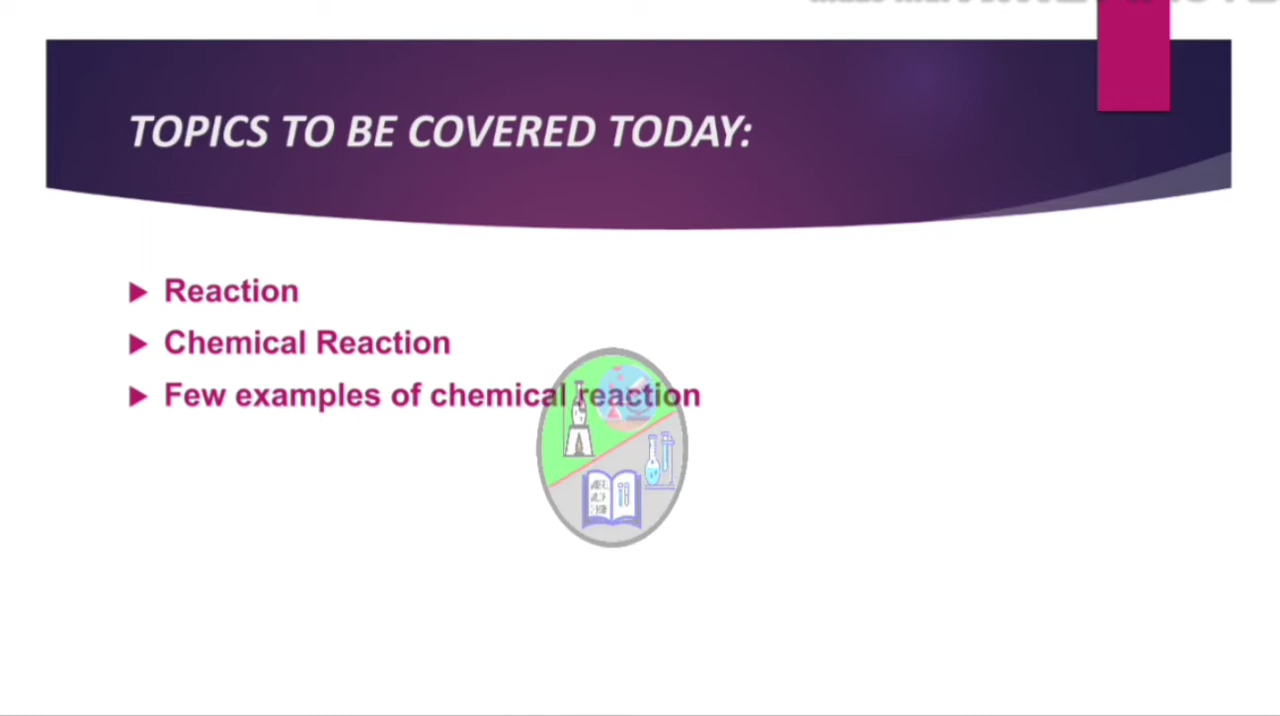 TOPICS TO BE COVERED TODAY:
Reaction
Chemical Reaction
Few examples of chemical reaction